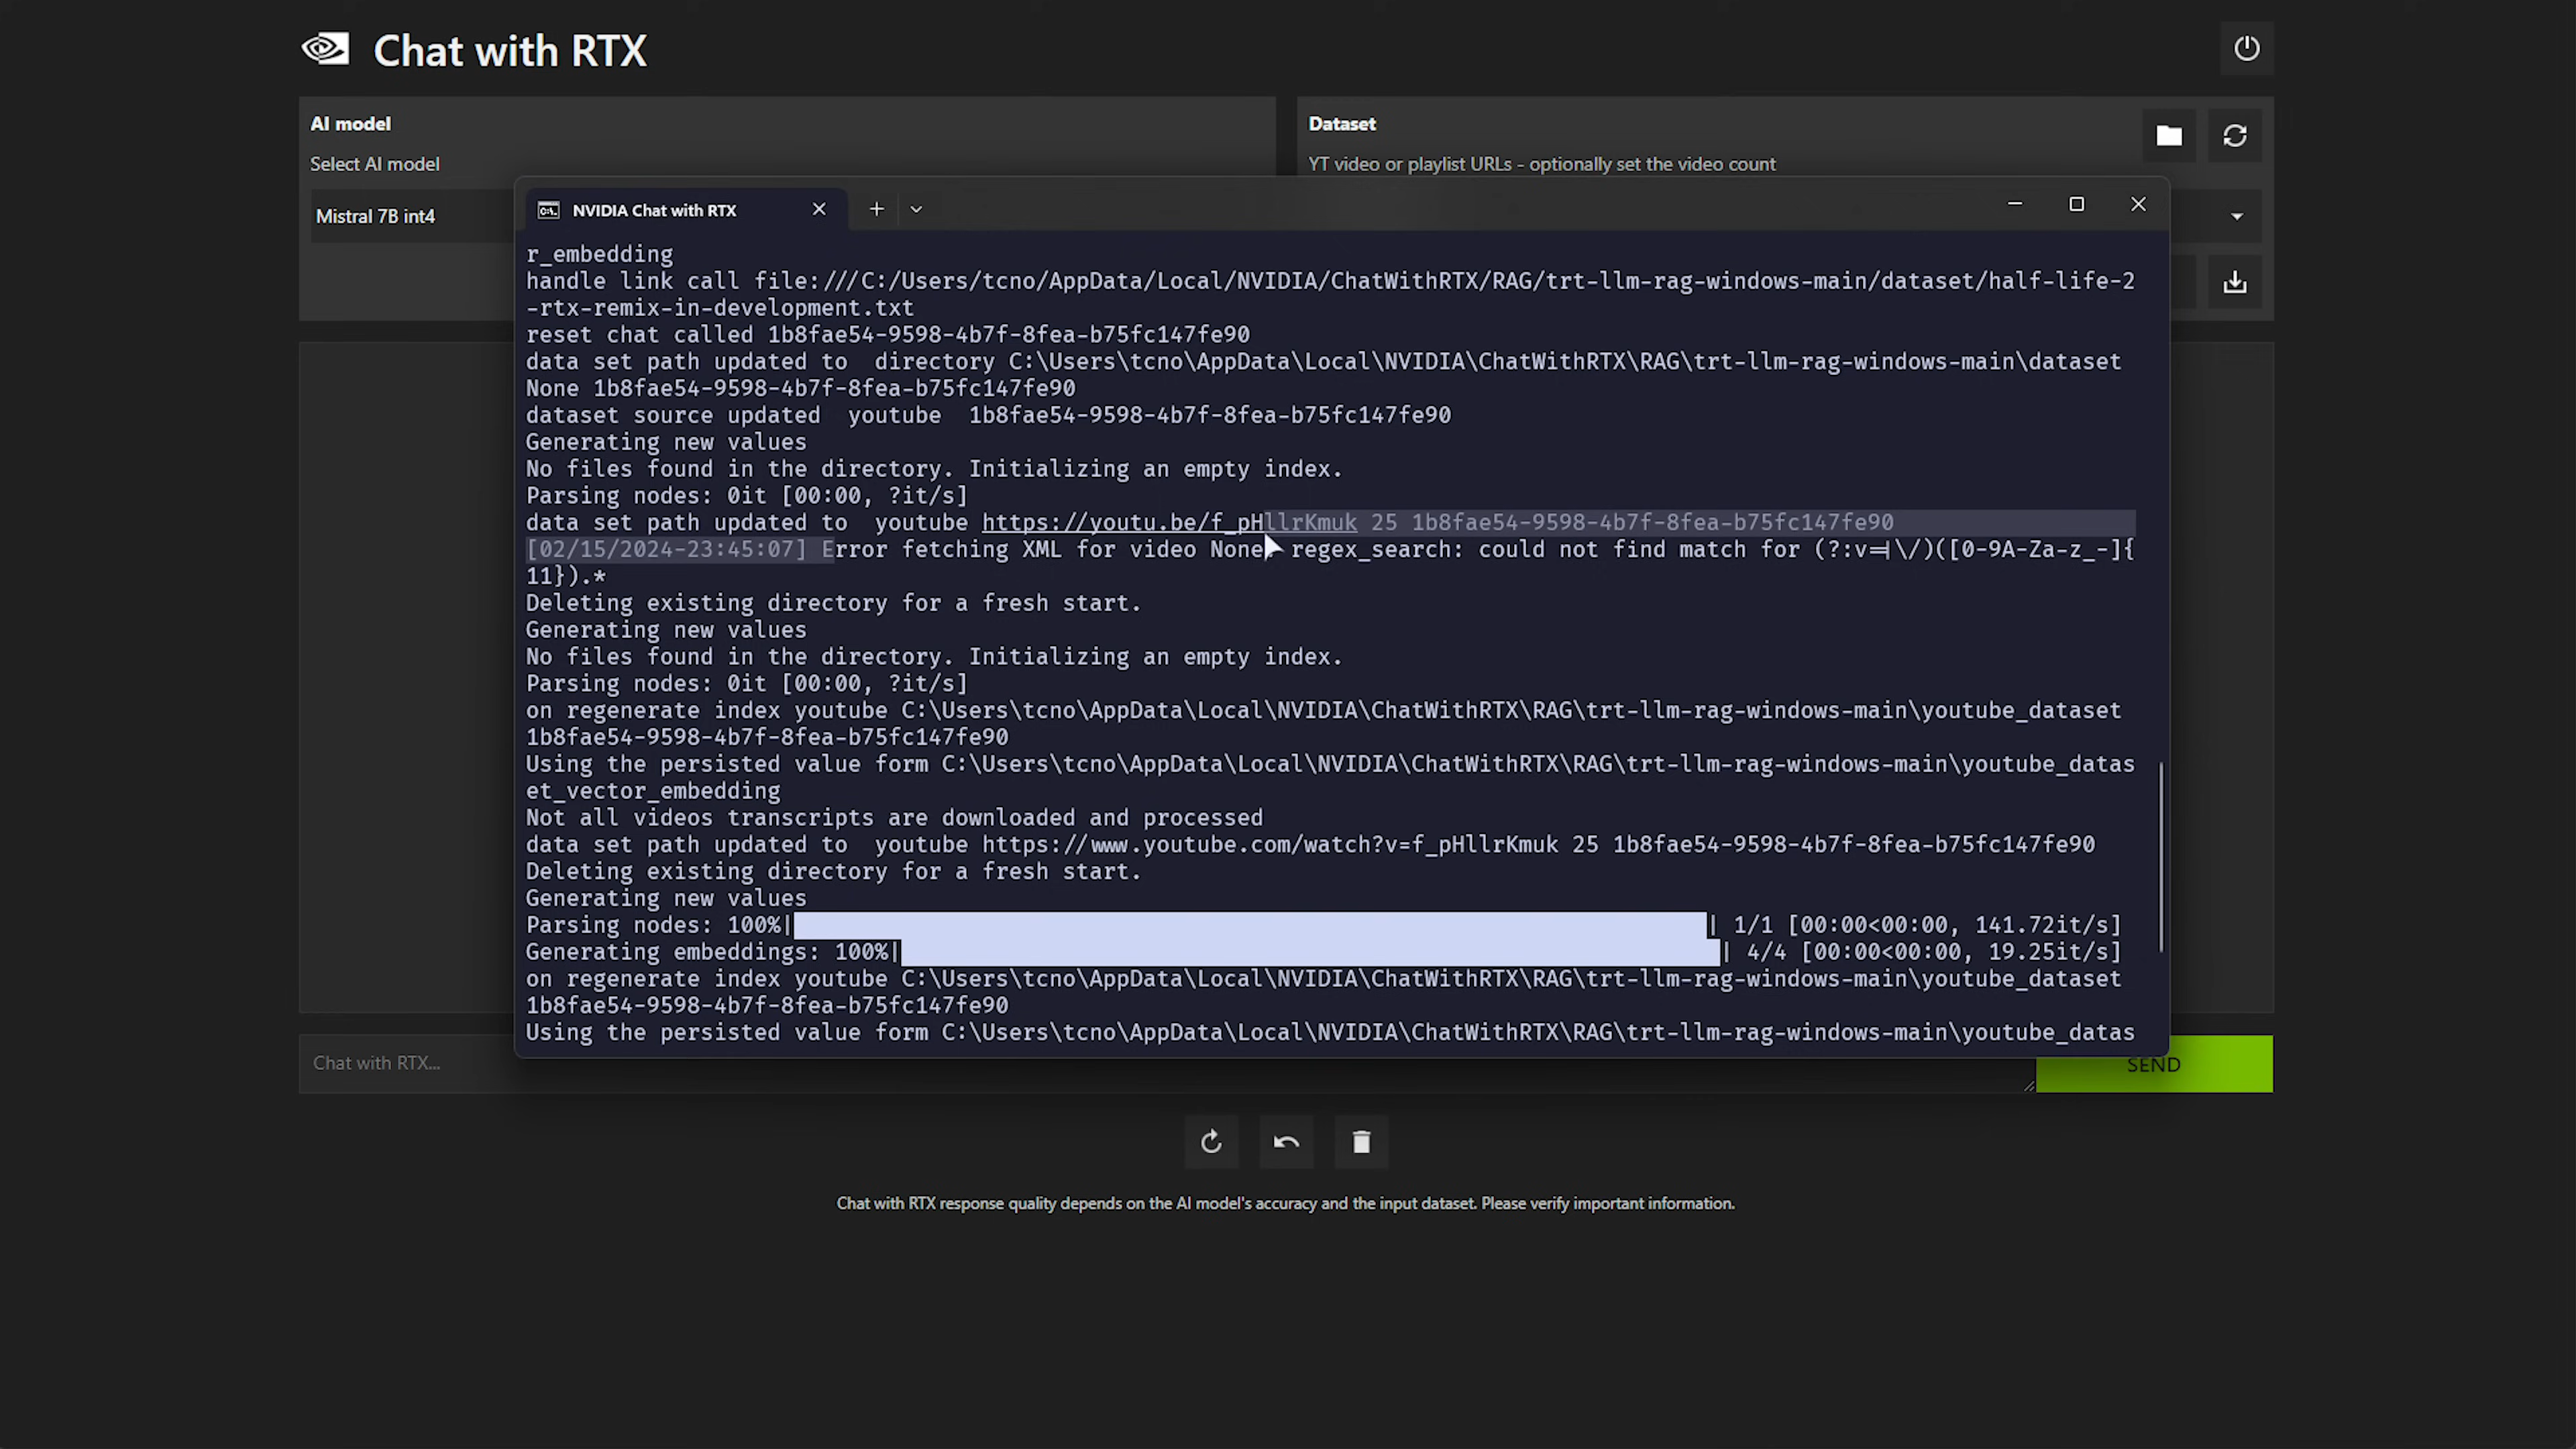 Chat with RTX
AI model
Select AI model
Mistral 7B int4
Dataset
YT video or playlist URLs - optionally set the video count
NVIDIA Chat with RTX
r_embedding
handle link call file:///C:/Users/tcno/AppData/Local/NVIDIA/ChatWithRTX/RAG/trt-llm-rag-windows-main/dataset/half-life-2
-rtx-remix-in-development.txt
reset chat called 1b8fae54-9598-4b7f-8fea-b75fc147fe90
data set path updated to  directory C:\Users\tcno\AppData\Local\NVIDIA\ChatWithRTX\RAG\trt-llm-rag-windows-main\dataset
None 1b8fae54-9598-4b7f-8fea-b75fc147fe90
dataset source updated  youtube  1b8fae54-9598-4b7f-8fea-b75fc147fe90
Generating new values
No files found in the directory. Initializing an empty index.
Parsing nodes: 0it [00:00, ?it/s]
data set path updated to  youtube https://youtu.be/f_pHllrKmuk 25 1b8fae54-9598-4b7f-8fea-b75fc147fe90
[02/15/2024-23:45:07] Error fetching XML for video None: regex_search: could not find match for (?:v=|\/)([0-9A-Za-z_-]{
11}).*
Deleting existing directory for a fresh start.
Generating new values
No files found in the directory. Initializing an empty index.
Parsing nodes: 0it [00:00, ?it/s]
on regenerate index youtube C:\Users\tcno\AppData\Local\NVIDIA\ChatWithRTX\RAG\trt-llm-rag-windows-main\youtube_dataset
1b8fae54-9598-4b7f-8fea-b75fc147fe90
Using the persisted value form C:\Users\tcno\AppData\Local\NVIDIA\ChatWithRTX\RAG\trt-llm-rag-windows-main\youtube_datas
et_vector_embedding
Not all videos transcripts are downloaded and processed
data set path updated to  youtube https://www.youtube.com/watch?v=f_pHllrKmuk 25 1b8fae54-9598-4b7f-8fea-b75fc147fe90
Deleting existing directory for a fresh start.
Generating new values
Parsing nodes: 100%| | 1/1 [00:00<00:00, 141.72it/s]
Generating embeddings: 100%| | 4/4 [00:00<00:00, 19.25it/s]
on regenerate index youtube C:\Users\tcno\AppData\Local\NVIDIA\ChatWithRTX\RAG\trt-llm-rag-windows-main\youtube_dataset
1b8fae54-9598-4b7f-8fea-b75fc147fe90
Using the persisted value form C:\Users\tcno\AppData\Local\NVIDIA\ChatWithRTX\RAG\trt-llm-rag-windows-main\youtube_datas
Chat with RTX...
SEND
Chat with RTX response quality depends on the AI model's accuracy and the input dataset. Please verify important information.